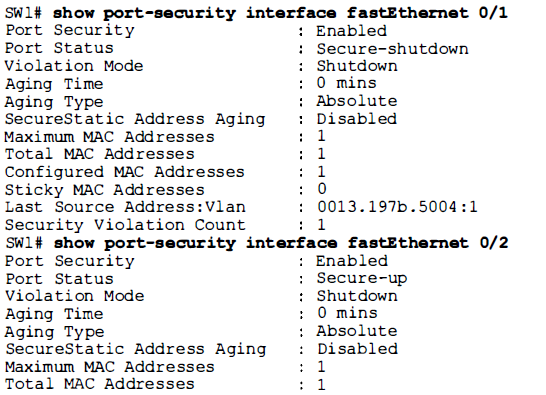 SW1# show port-security interface fastEthernet 0/1
Port Security : Enabled
Port Status : Secure-shutdown
Violation Mode : Shutdown
Aging Time : 0 mins
Aging Type : Absolute
SecureStatic Address Aging : Disabled
Maximum MAC Addresses : 1
Total MAC Addresses : 1
Configured MAC Addresses : 1
Sticky MAC Addresses : 0
Last Source Address:Vlan : 0013.197b.5004:1
Security Violation Count : 1
SW1# show port-security interface fastEthernet 0/2
Port Security : Enabled
Port Status : Secure-up
Violation Mode : Shutdown
Aging Time : 0 mins
Aging Type : Absolute
SecureStatic Address Aging : Disabled
Maximum MAC Addresses : 1
Total MAC Addresses : 1